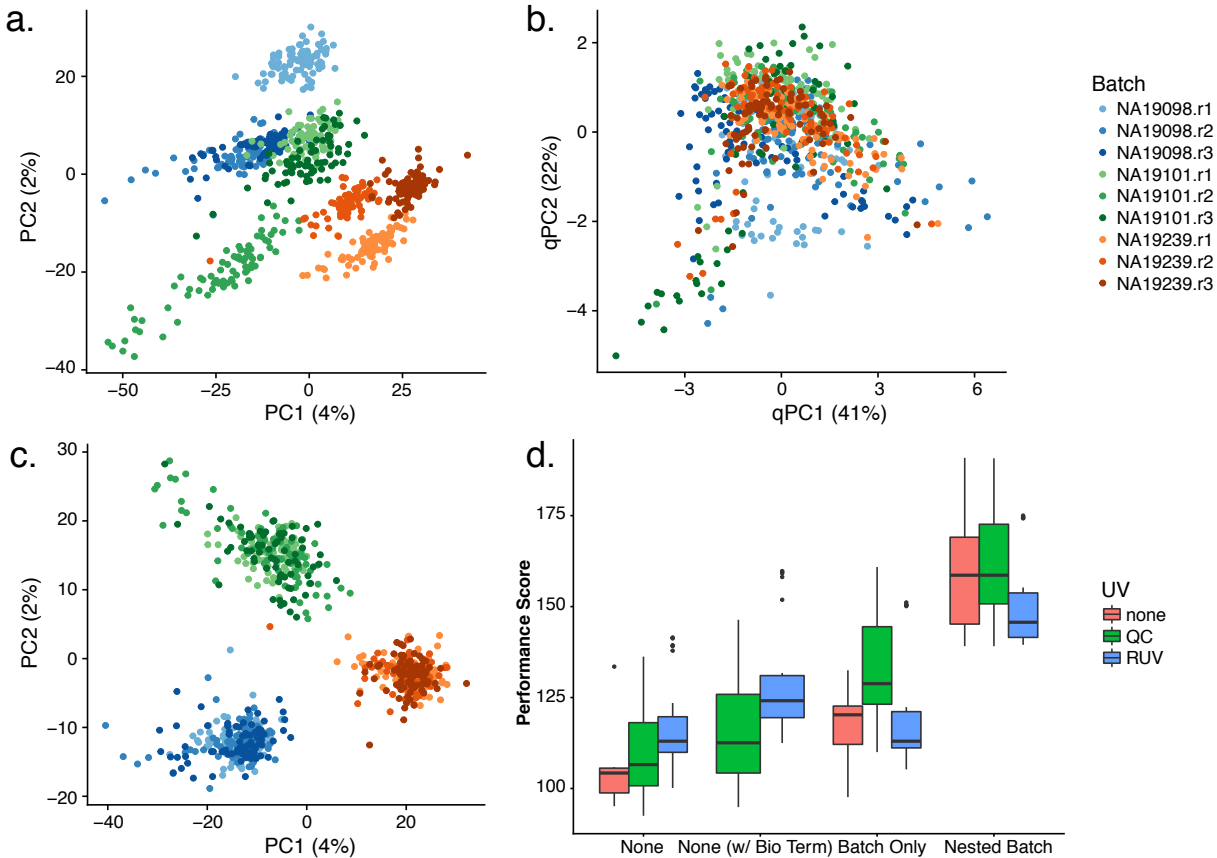 a.
20
0
−20
−40
PC2 (2%)
−50
−25
0
25
PC1 (4%)
b.
2
0
−2
−4
qPC2 (22%)
−3
0
3
6
qPC1 (41%)
Batch
NA19098.r1
NA19098.r2
NA19098.r3
NA19101.r1
NA19101.r2
NA19101.r3
NA19239.r1
NA19239.r2
NA19239.r3
c.
30
20
10
0
−10
−20
PC2 (2%)
−40
−20
0
20
PC1 (4%)
d.
175
150
125
100
Performance Score
None
None (w/ Bio Term)
Batch Only
Nested Batch
UV
none
QC
RUV